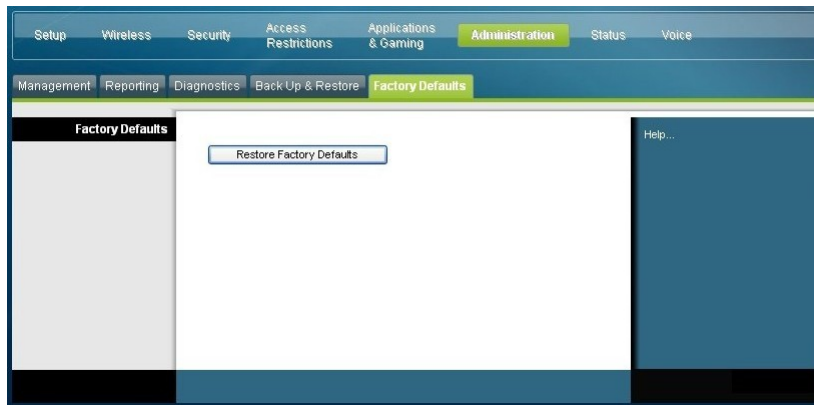 Setup Wireless Security Access Restrictions Applications & Gaming Administration Status Voice
Management Reporting Diagnostics Back Up & Restore Factory Defaults
Factory Defaults
Restore Factory Defaults
Help...